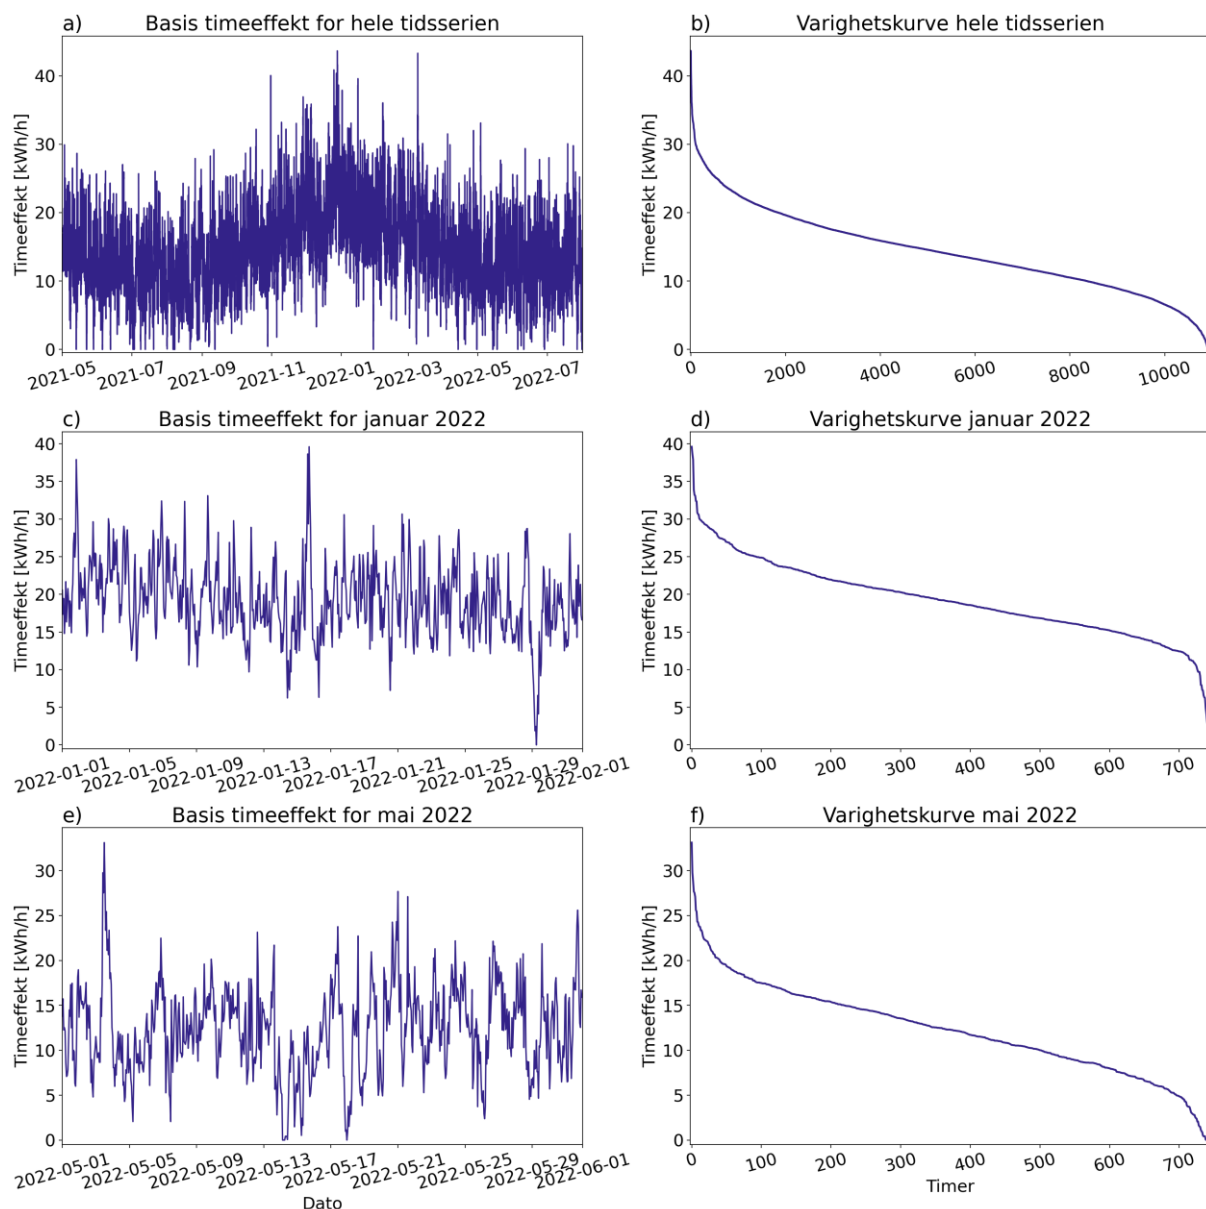 a) Basis timeeffekt for hele tidsserien
Timeeffekt [kWh/h]
40
30
20
10
0
2021-05 2021-07 2021-09 2021-11 2022-01 2022-03 2022-05 2022-07
b) Varighetskurve hele tidsserien
Timeeffekt [kWh/h]
40
30
20
10
0
0 2000 4000 6000 8000 10000
c) Basis timeeffekt for januar 2022
Timeeffekt [kWh/h]
40
35
30
25
20
15
10
5
0
2022-01-01 2022-01-05 2022-01-09 2022-01-13 2022-01-17 2022-01-21 2022-01-25 2022-01-29 2022-02-01
d) Varighetskurve januar 2022
Timeeffekt [kWh/h]
40
35
30
25
20
15
10
5
0
0 100 200 300 400 500 600 700
e) Basis timeeffekt for mai 2022
Timeeffekt [kWh/h]
30
25
20
15
10
5
0
2022-05-01 2022-05-05 2022-05-09 2022-05-13 2022-05-17 2022-05-21 2022-05-25 2022-05-29 2022-06-01
Dato
f) Varighetskurve mai 2022
Timeeffekt [kWh/h]
30
25
20
15
10
5
0
0 100 200 300 400 500 600 700
Timer